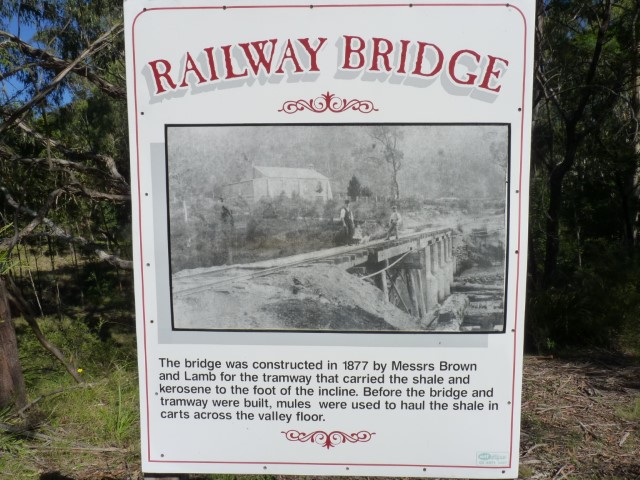 RAILWAY BRIDGE
The bridge was constructed in 1877 by Messrs Brown
and Lamb for the tramway that carried the shale and
kerosene to the foot of the incline. Before the bridge and
tramway were built, mules were used to haul the shale in
carts across the valley floor.